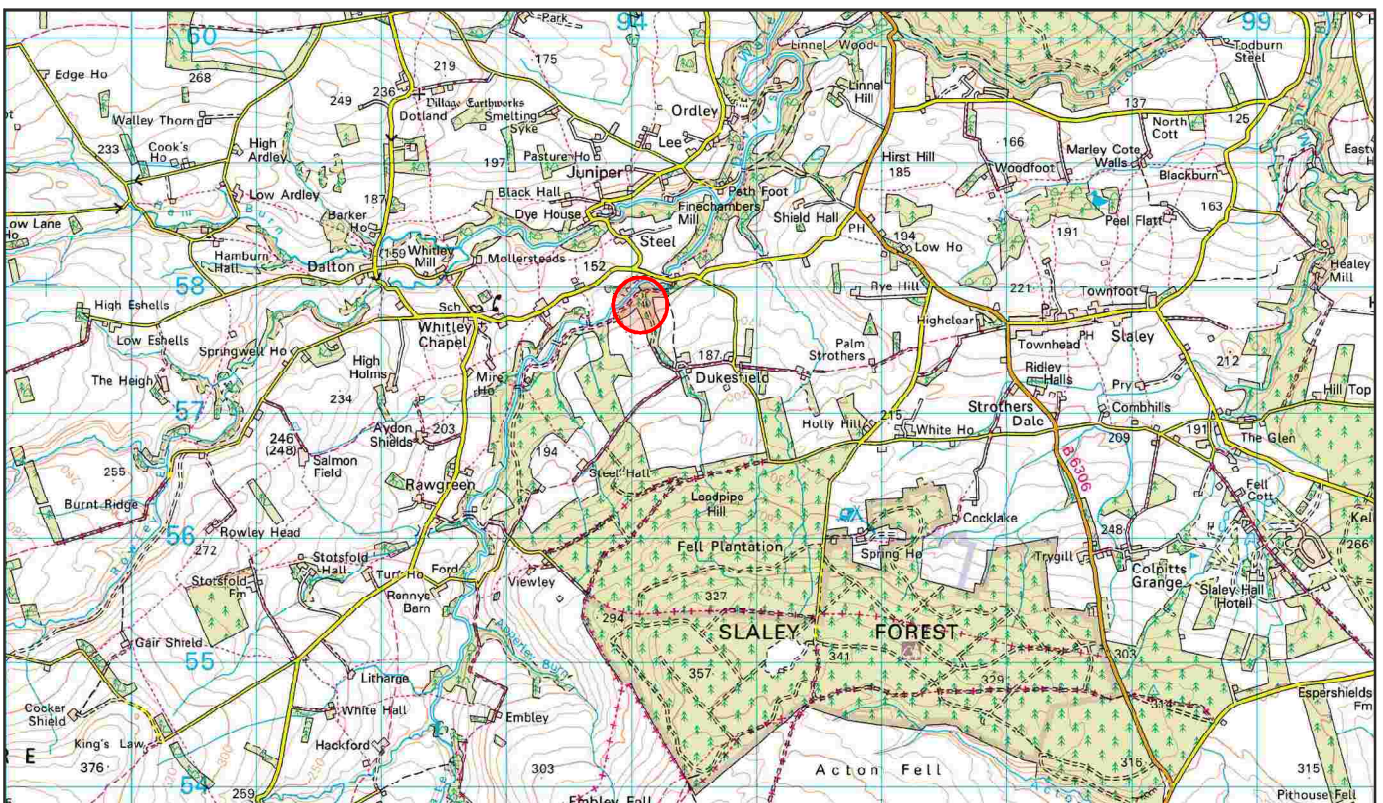 60
94
99
Park
Linnel Wood
Todburn
Steel
Edge Ho
268
219
175
236
249
Village Earthworks
Dotland
Smelting
Syke
Ordley
Linnel
Hill
137
Walley Thorn
North
Cott
125
233
Cook's
Ho
High
Ardley
Lee
Pasture Ho
197
Juniper
Hirst Hill
185
166
Woodfoot
Marley Cote
Walls
Blackburn
Low Ardley
Black Hall
Dye House
Peth Foot
Finechambers
Mill
Shield Hall
187
Burn
Barker
Ho
PH
194
Low Ho
191
Peel Flatt
163
Low Lane
Ho
Hamburn
Hall
Dalton
159
Whitley
Mill
Mollersteads
Steel
152
Healey
Mill
58
High Eshells
Rye Hill
221
Townfoot
Sch
Whitley
Chapel
Highclear
Townhead
PH
Slaley
Low Eshells
Springwell Ho
High
Holms
Palm
Strothers
212
The Heigh
Mire
Ho
187
Dukesfield
Ridley
Halls
Pry
Hill Top
57
234
Strothers
Dale
Combhills
246
(248)
Aydon
Shields
203
Holly Hill
215
White Ho
209
191
The Glen
255
Salmon
Field
194
Steel Hall
B 6306
Burnt Ridge
Rawgreen
Loadpipe
Hill
Fell
Cott
56
Rowley Head
272
Fell Plantation
Cocklake
Spring Ho
248
266
Stotsfold
Hall
Turf Ho
Ford
Viewley
Trygill
Colpitts
Grange
Stotsfold
Fm
Rennys
Barn
327
Slaley Hall
(Hotel)
294
SLALEY FOREST
Gair Shield
55
341
303
357
329
Litharge
Burn
Cocker
Shield
White Hall
Embley
314
Espershields
Fm
King's Law
Hackford
376
303
Acton Fell
316
315
54
259
Embley Fell
Pithouse Fell